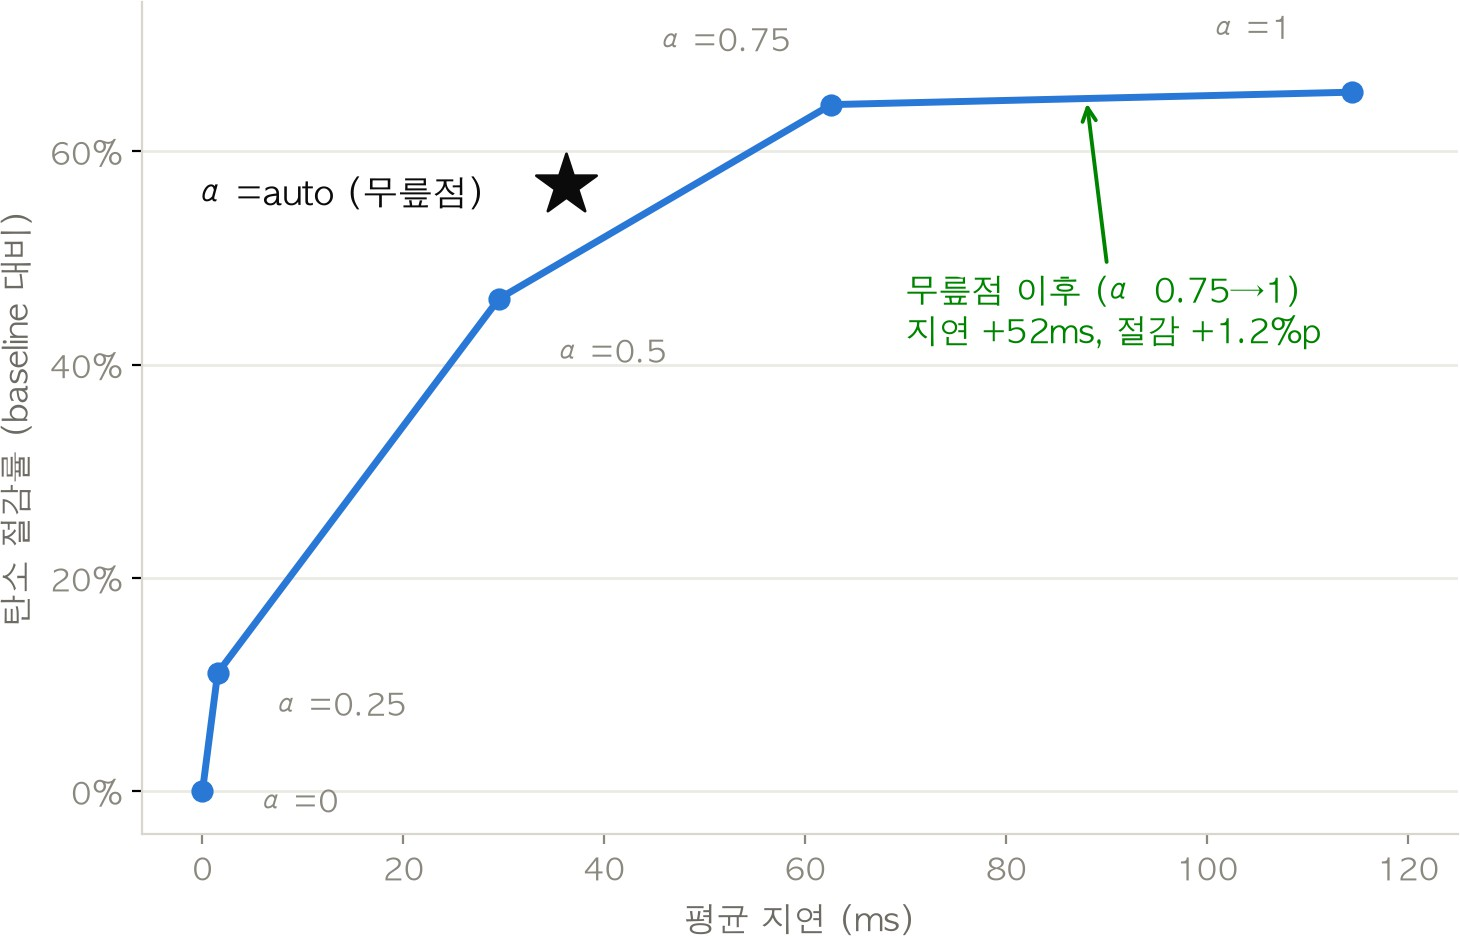 α =0.75
α =1
60%
α =auto (무릎점)
무릎점 이후 (α 0.75→1)
지연 +52ms, 절감 +1.2%p
α =0.5
40%
탄소 절감률 (baseline 대비)
20%
α =0.25
0%
α =0
0 20 40 60 80 100 120
평균 지연 (ms)